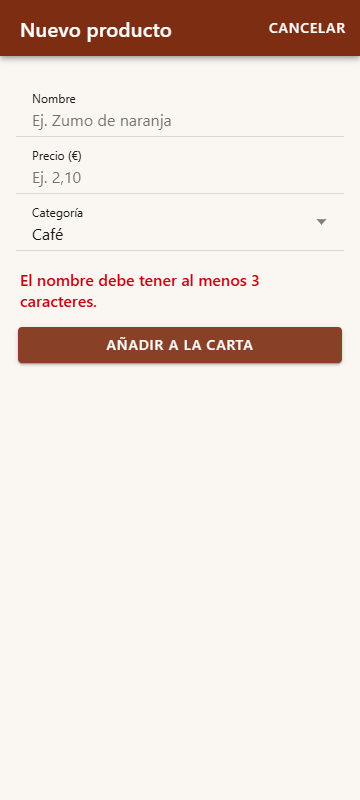 Nuevo producto
CANCELAR
Nombre
Ej. Zumo de naranja
Precio (€)
Ej. 2,10
Categoría
Café
El nombre debe tener al menos 3
caracteres.
AÑADIR A LA CARTA